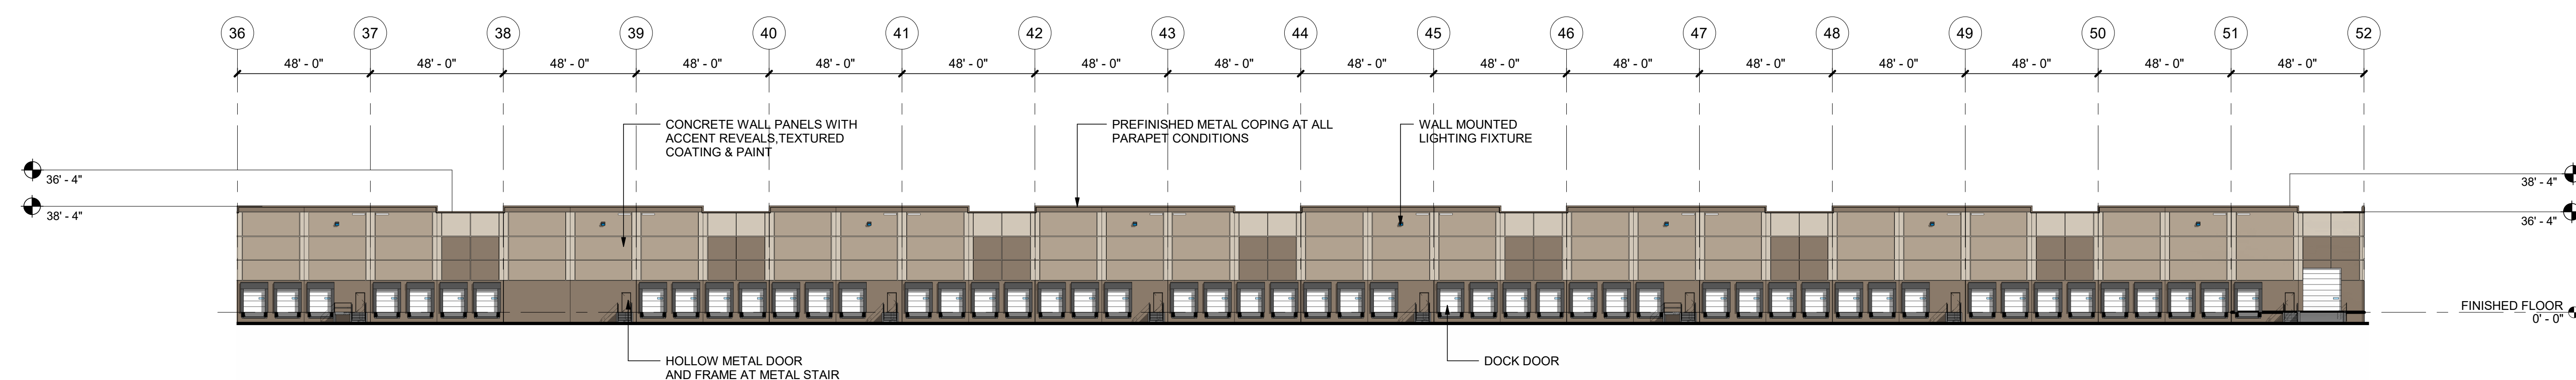 36 37 38 39 40 41 42 43 44 45 46 47 48 49 50 51 52
48' - 0" 48' - 0" 48' - 0" 48' - 0" 48' - 0" 48' - 0" 48' - 0" 48' - 0" 48' - 0" 48' - 0" 48' - 0" 48' - 0" 48' - 0" 48' - 0" 48' - 0" 48' - 0"
CONCRETE WALL PANELS WITH
ACCENT REVEALS,TEXTURED
COATING & PAINT
PREFINISHED METAL COPING AT ALL
PARAPET CONDITIONS
WALL MOUNTED
LIGHTING FIXTURE
36' - 4"
38' - 4"
38' - 4"
36' - 4"
FINISHED FLOOR
0' - 0"
HOLLOW METAL DOOR
AND FRAME AT METAL STAIR
DOCK DOOR